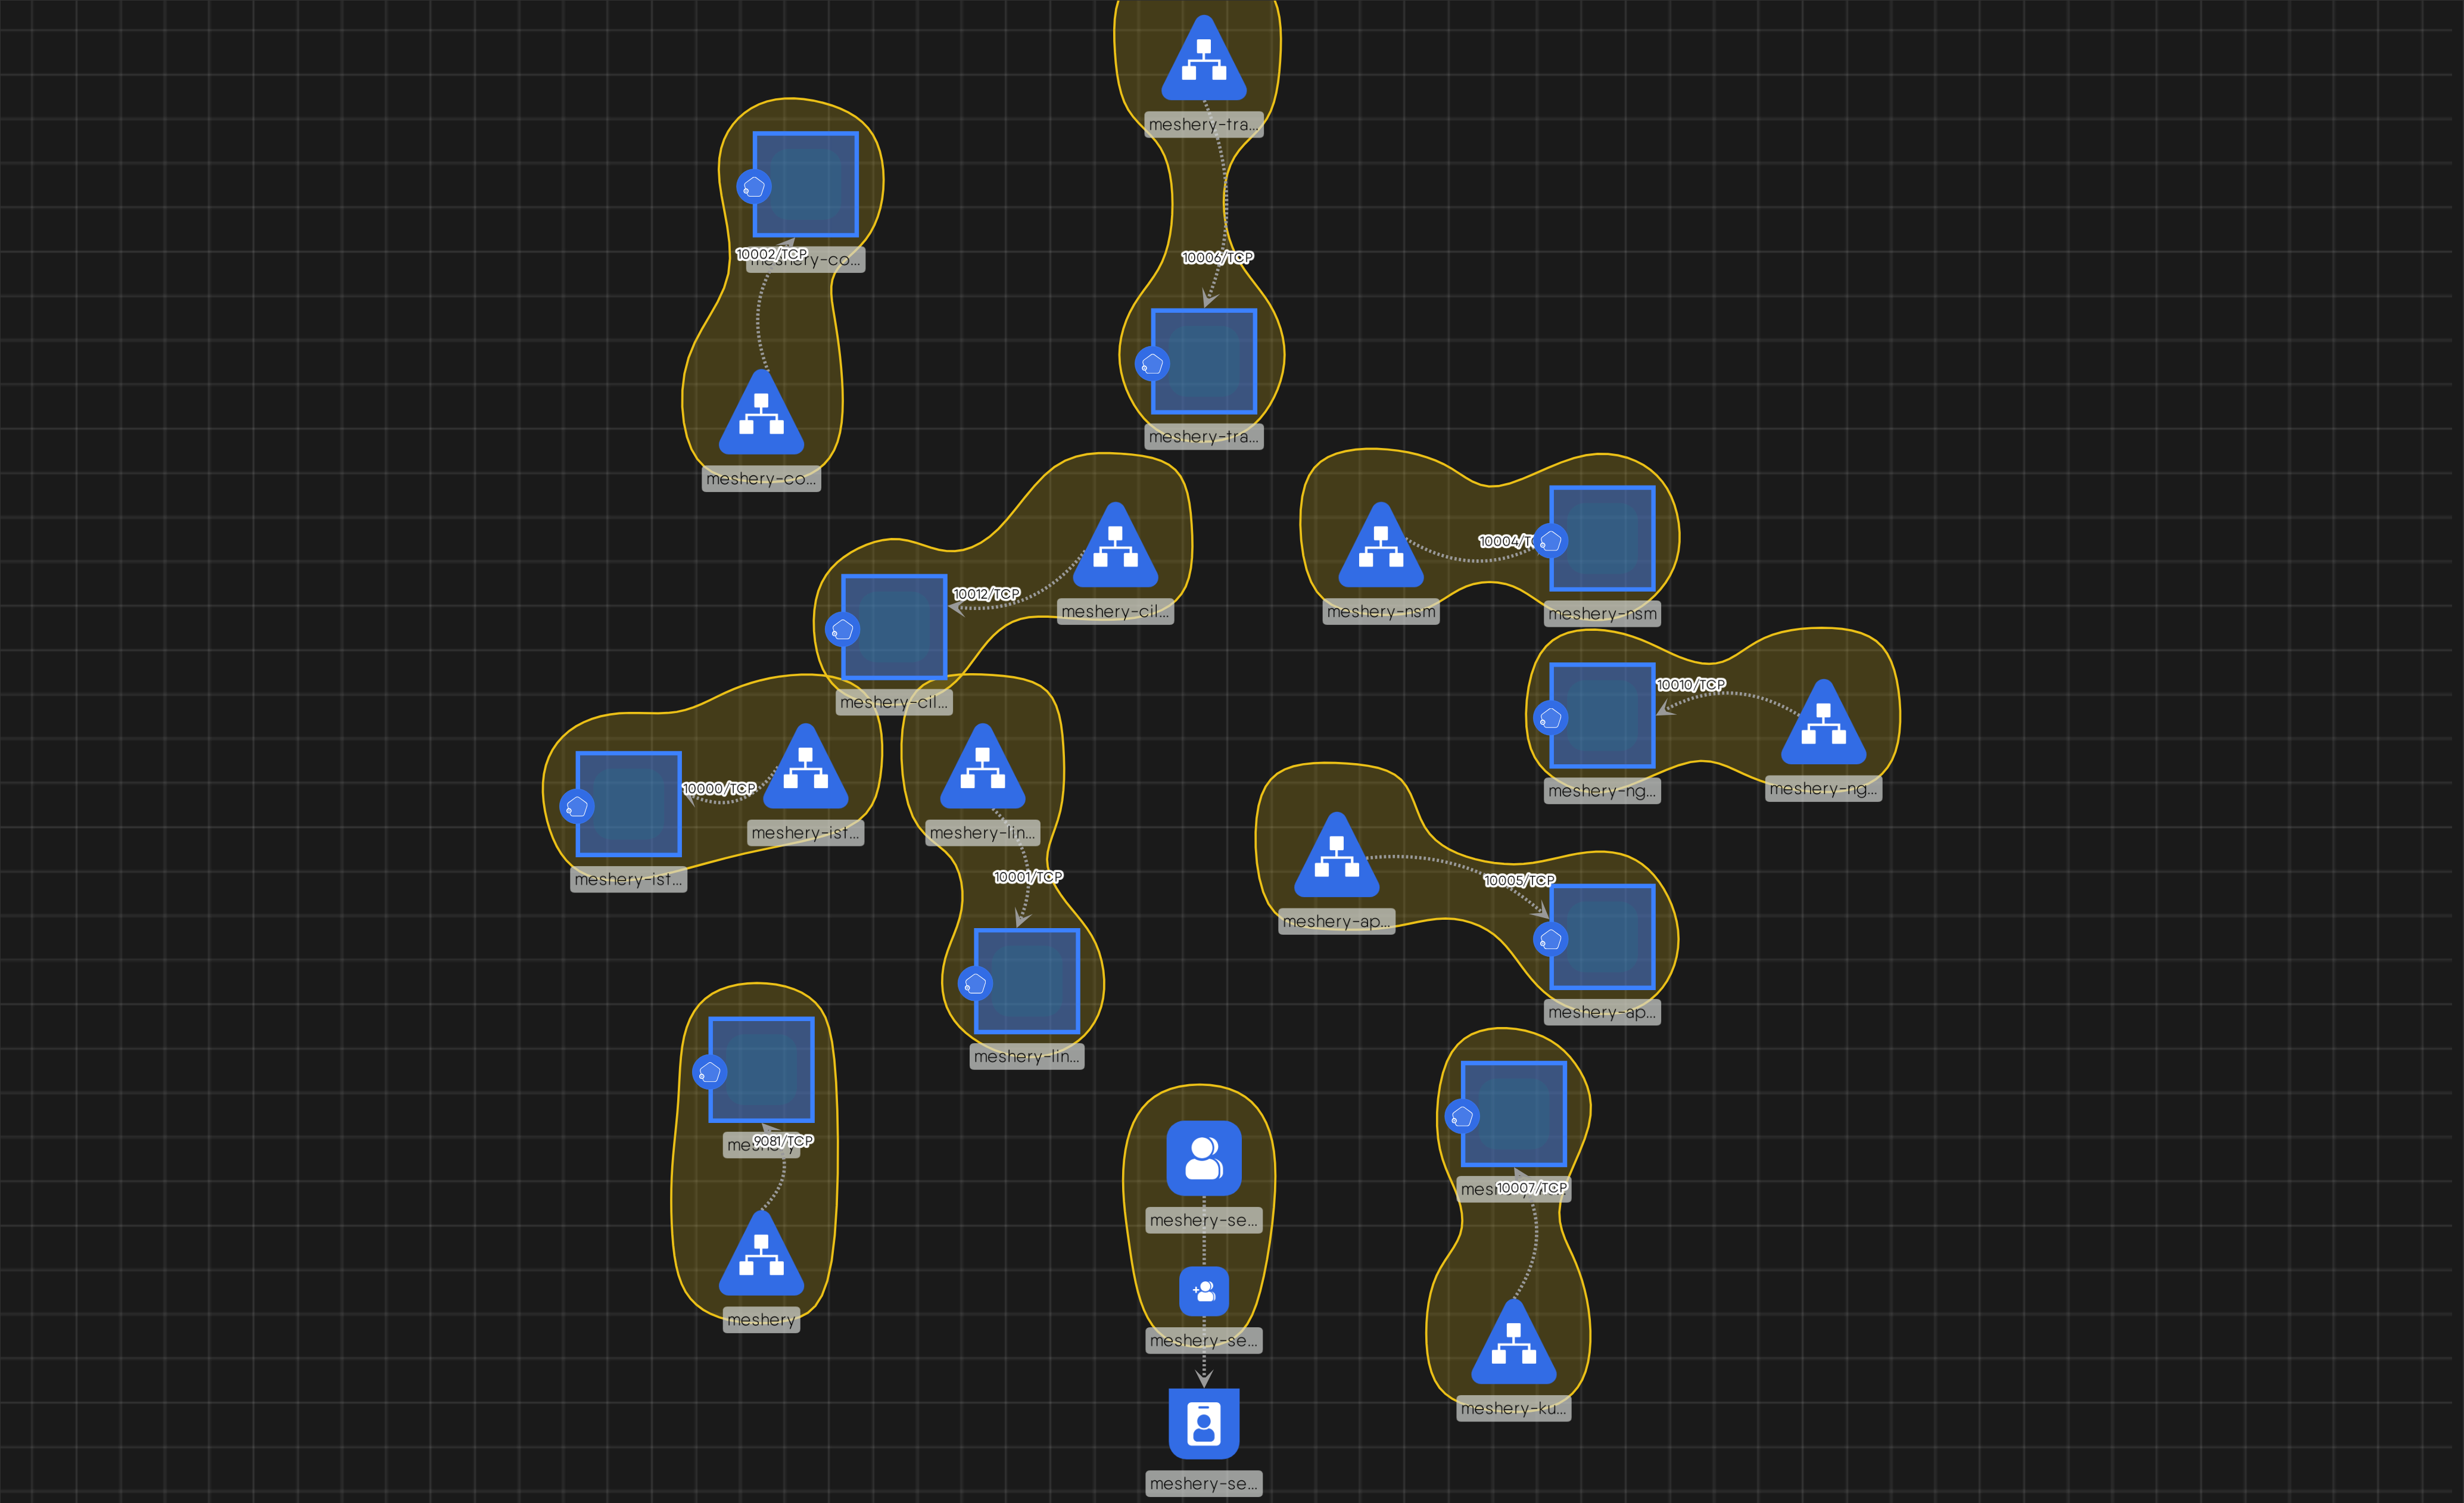 meshery-tra...
10002/TCP
meshery-co...
10006/TCP
meshery-tra...
meshery-co...
10004/TC
10012/TCP
meshery-cil...
meshery-nsm
meshery-nsm
10010/TCP
meshery-cil...
10000/TCP
meshery-ng...
meshery-ng...
meshery-ist...
meshery-lin...
meshery-ist...
10001/TCP
10005/TCP
meshery-ap...
meshery-ap...
meshery-lin...
meshery
9081/TCP
10007/TCP
meshery-se...
meshery
meshery-se...
meshery-ku...
meshery-se...